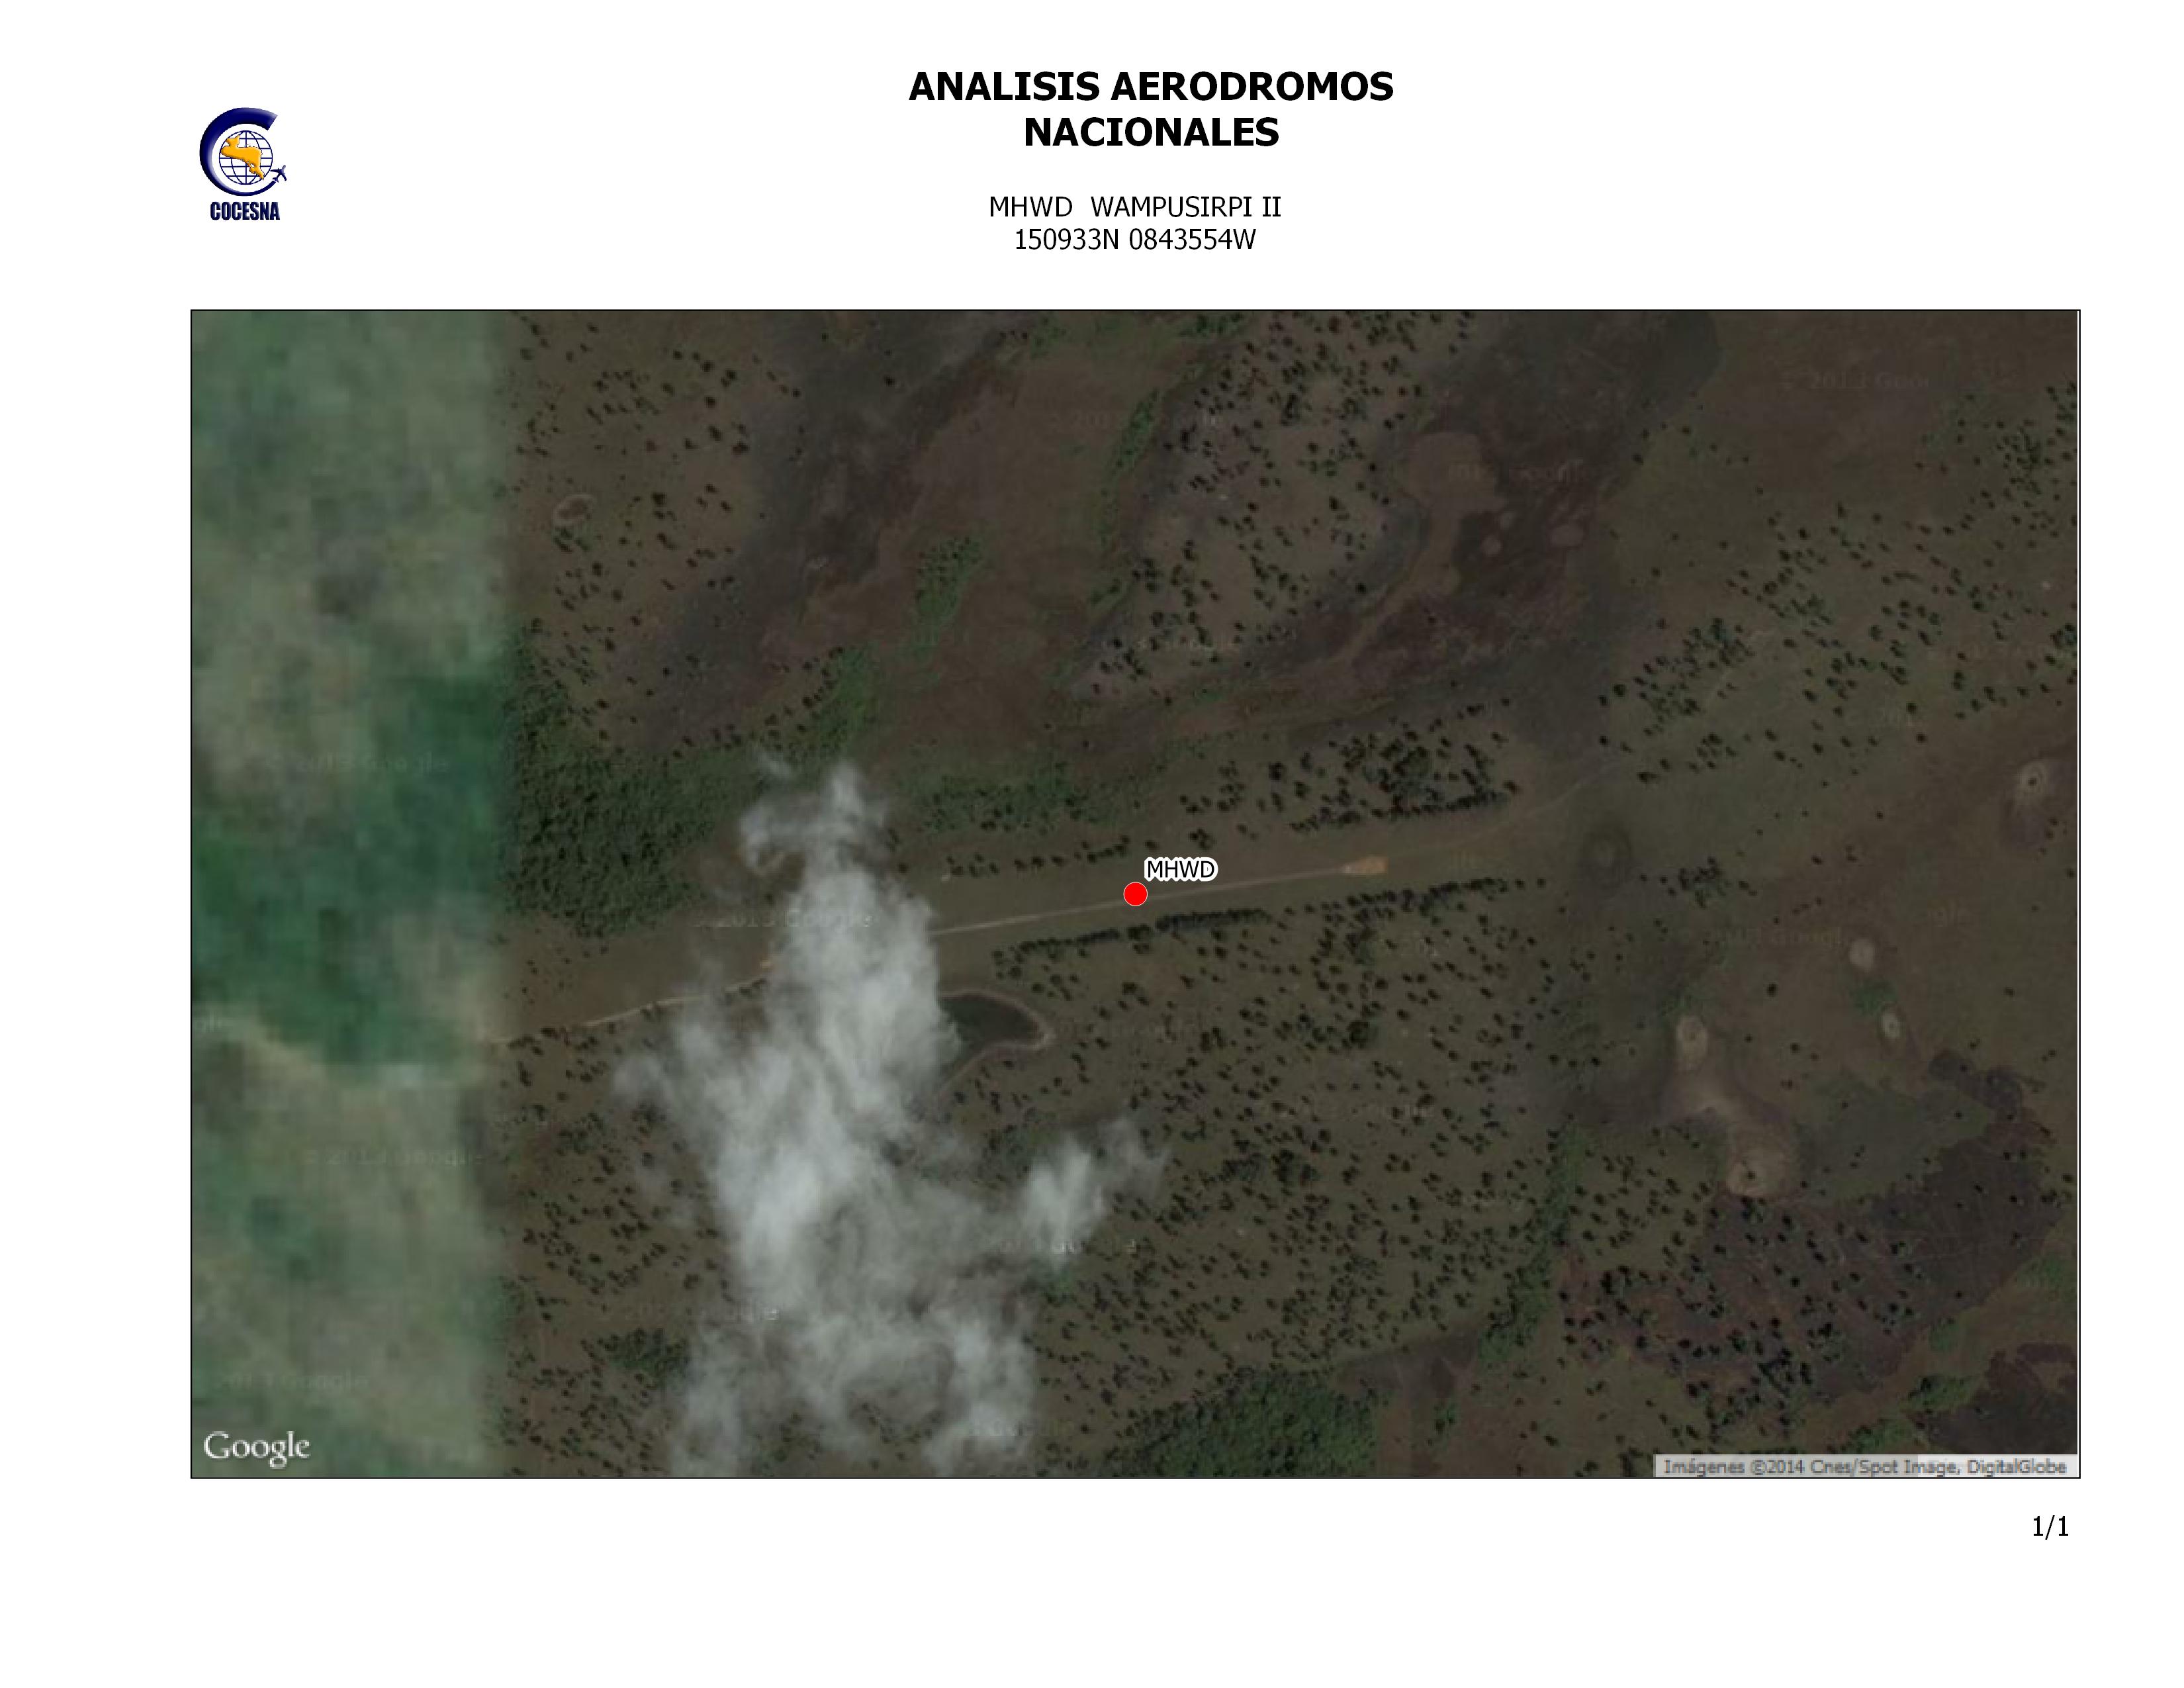 ANALISIS AERODROMOS
NACIONALES
COCESNA
MHWD WAMPUSIRPI II
150933N 0843554W
MHWD
Google
Imágenes ©2014 Cnes/Spot Image, DigitalGlobe
1/1